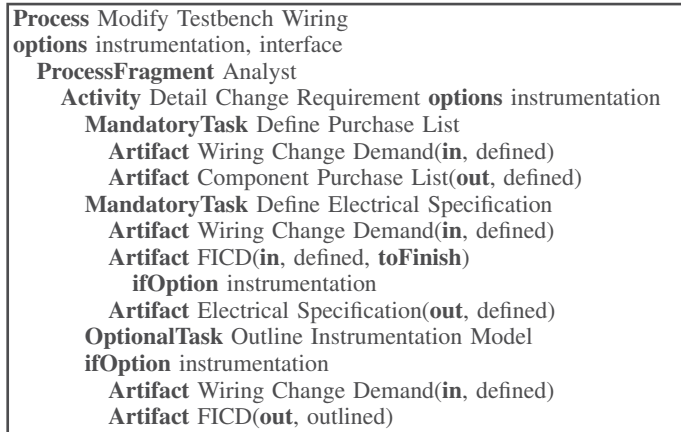 Process Modify Testbench Wiring
options instrumentation, interface
ProcessFragment Analyst
Activity Detail Change Requirement options instrumentation
MandatoryTask Define Purchase List
Artifact Wiring Change Demand(in, defined)
Artifact Component Purchase List(out, defined)
MandatoryTask Define Electrical Specification
Artifact Wiring Change Demand(in, defined)
Artifact FICD(in, defined, toFinish)
ifOption instrumentation
Artifact Electrical Specification(out, defined)
OptionalTask Outline Instrumentation Model
ifOption instrumentation
Artifact Wiring Change Demand(in, defined)
Artifact FICD(out, outlined)